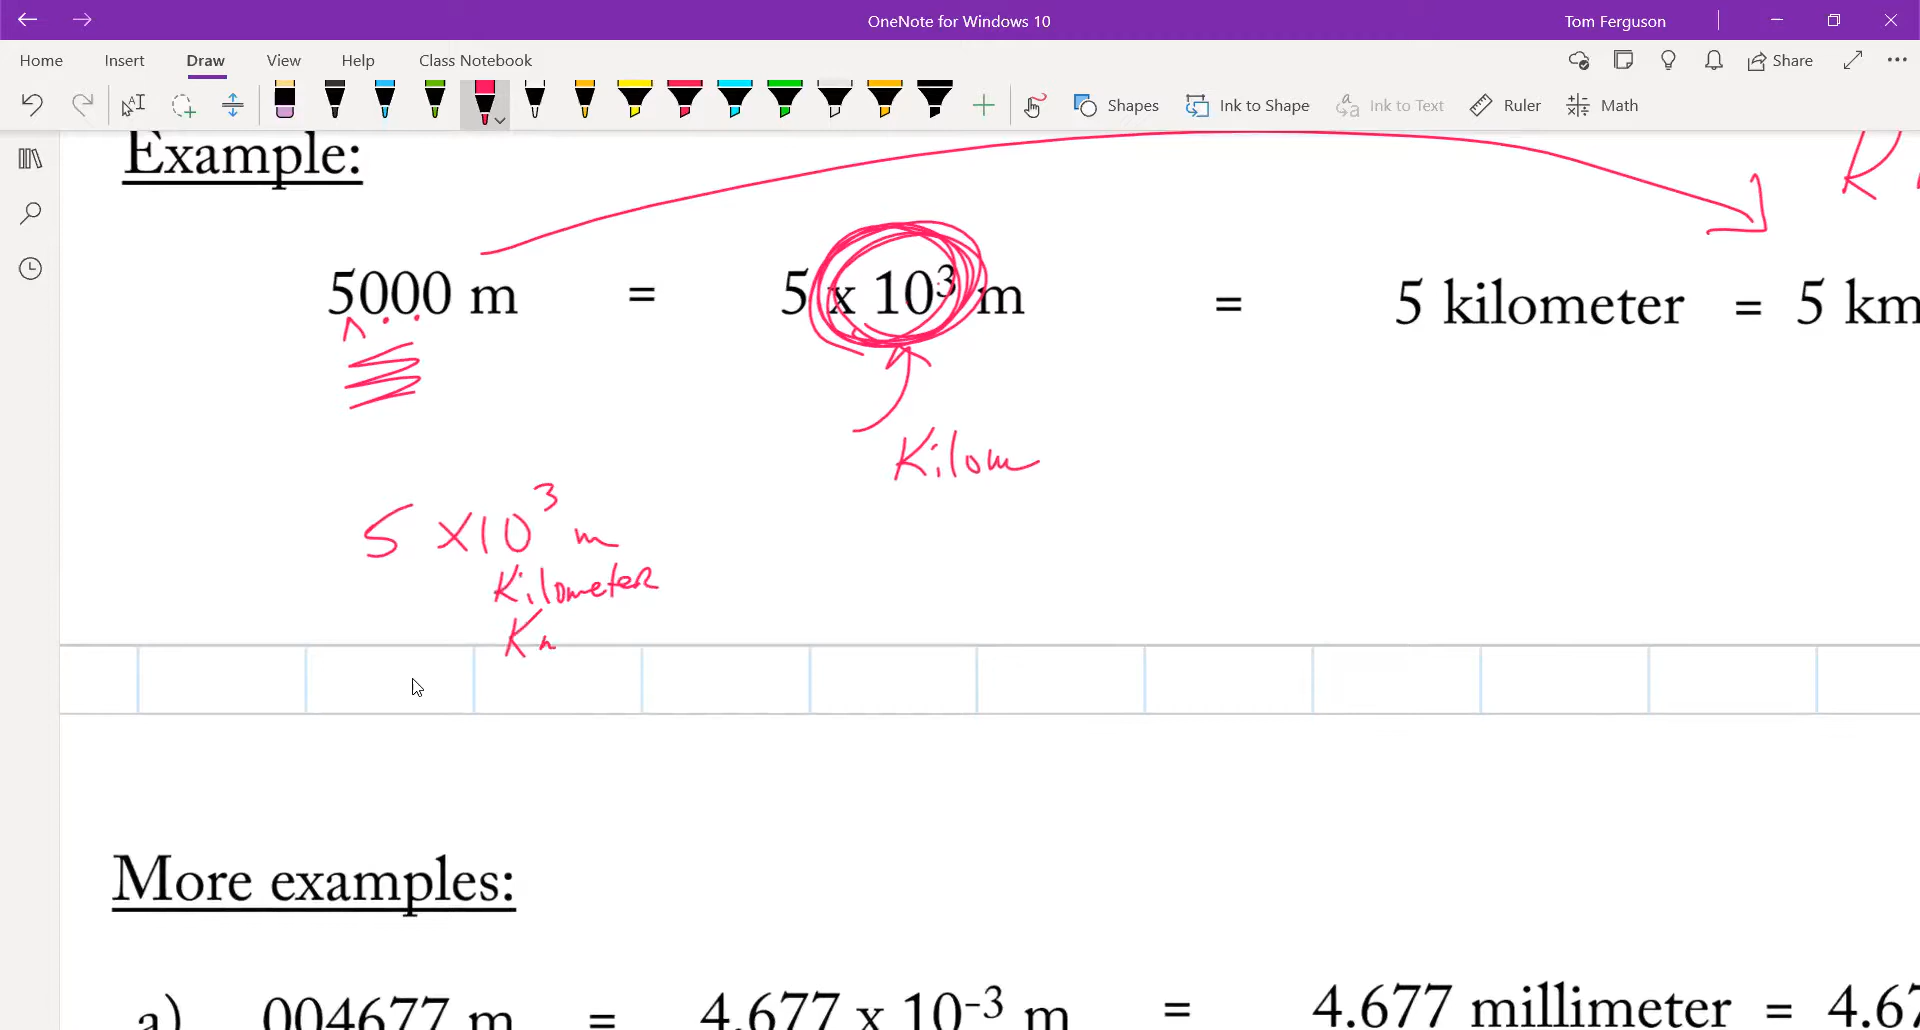 OneNote for Windows 10
Tom Ferguson
Home Insert Draw View Help Class Notebook
Share
Shapes Ink to Shape Ink to Text Ruler Math
Example:
5000 m = 5 x 10³ m = 5 kilometer = 5 km
Kilom
5 x10³ m
Kilometer
Km
More examples:
a) 004677 m = 4.677 x 10⁻³ m = 4.677 millimeter = 4.67